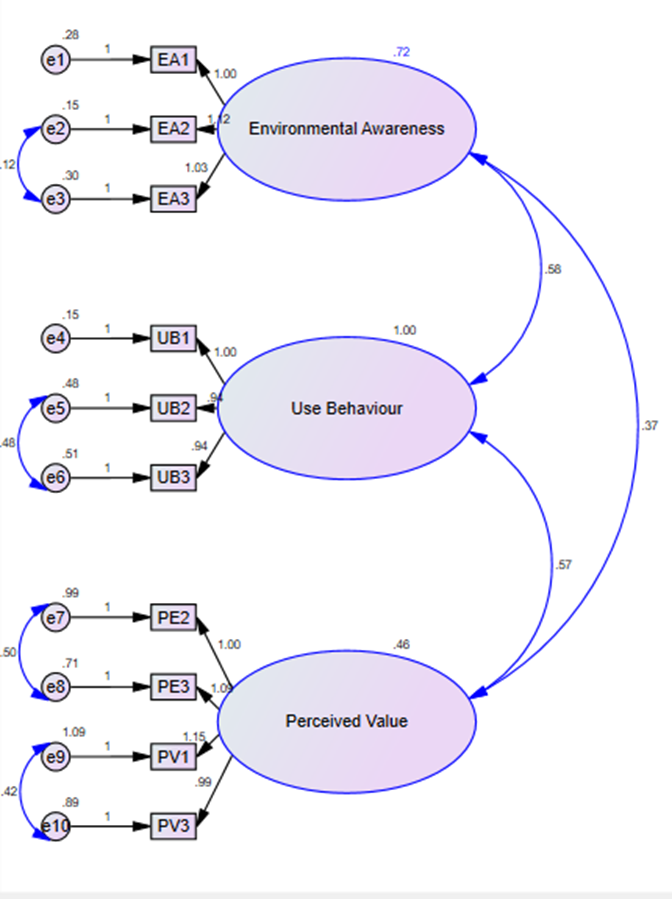 .72
.28
e1
1
EA1
1.00
.15
e2
1
EA2
1.12
Environmental Awareness
.12
1.03
.30
e3
1
EA3
.58
.15
e4
1
UB1
1.00
1.00
.48
e5
1
UB2
.94
Use Behaviour
.48
.94
.37
.51
e6
1
UB3
.57
.99
e7
1
PE2
1.00
.46
.50
.71
e8
1
PE3
Perceived Value
1.09
e9
1
PV1
1.15
.42
.99
.89
e10
1
PV3